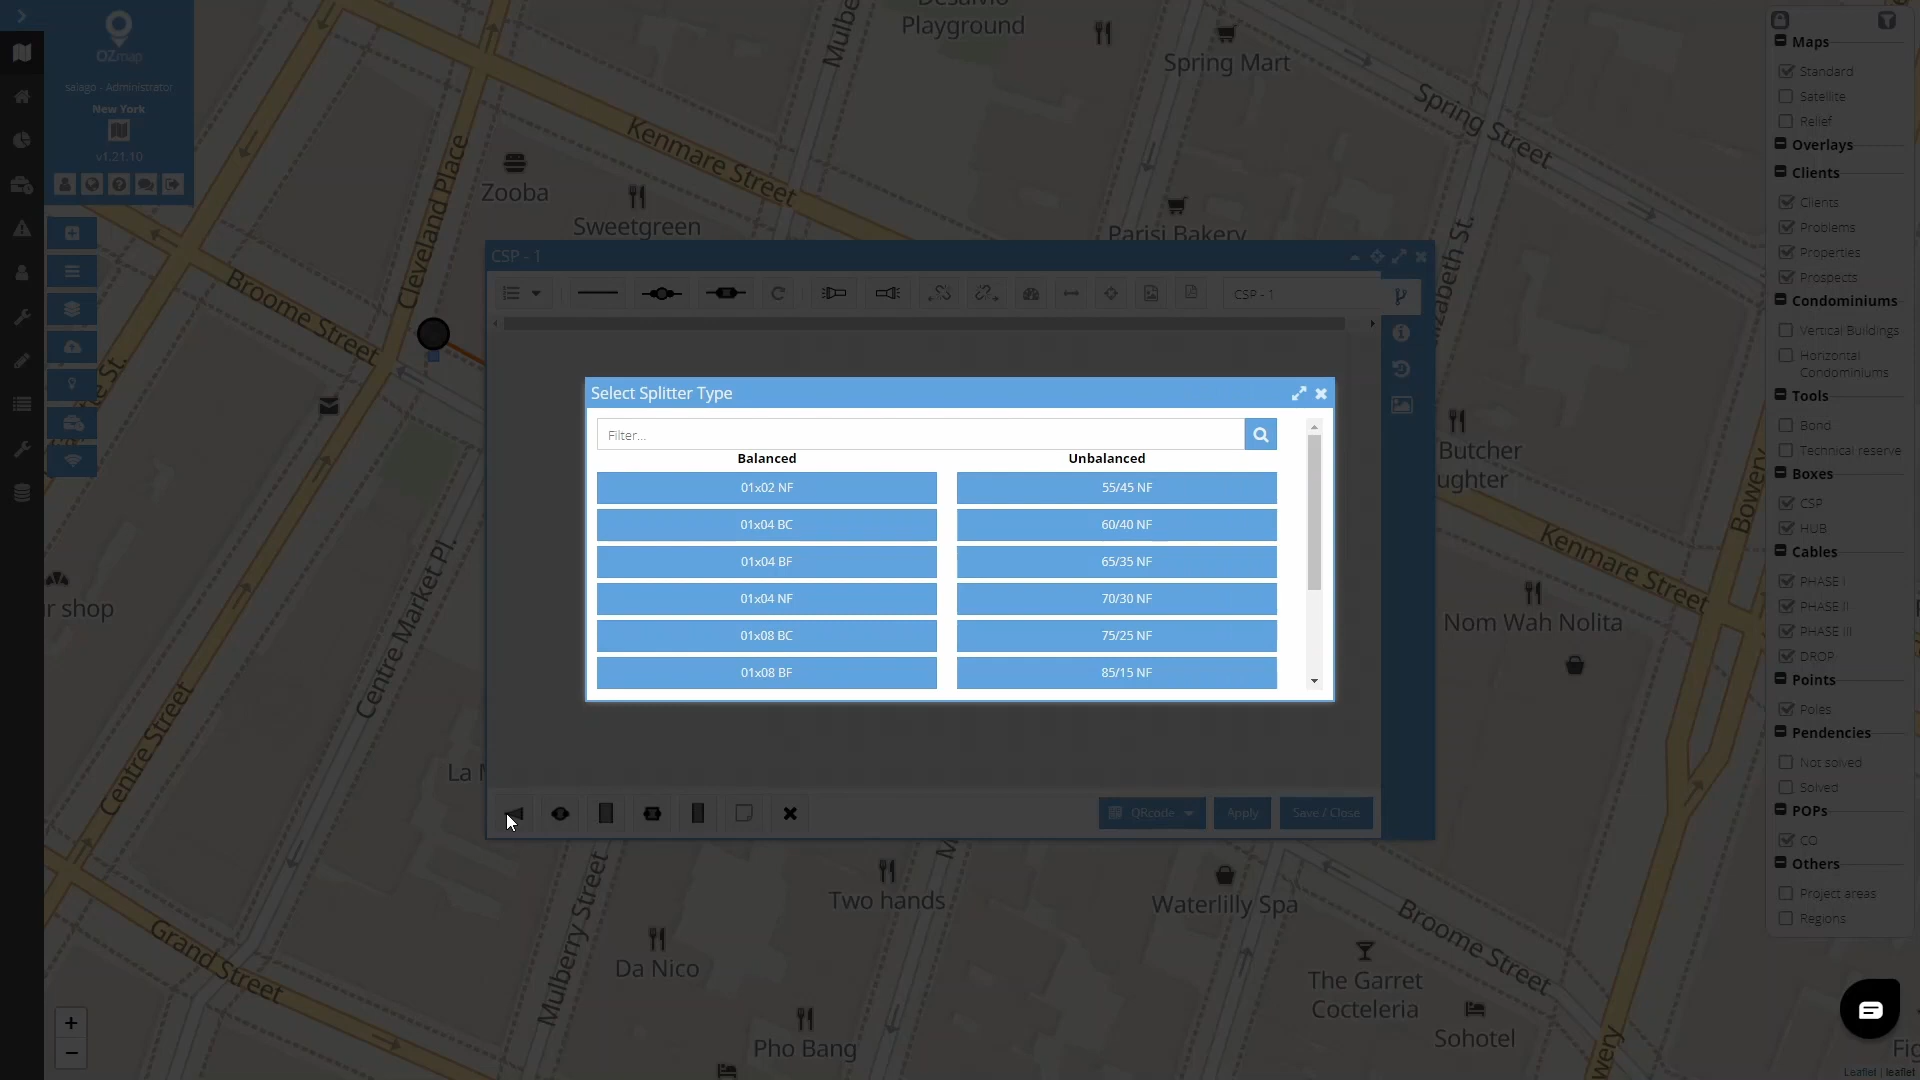 OZmap
salago - Administrator
New York
v1.21.10
Playground
Spring Mart
Spring Street
Kenmare Street
Cleveland Place
Zooba
Sweetgreen
Parisi Bakery
Broome Street
CSP - 1
CSP - 1
Select Splitter Type
Filter...
Balanced
Unbalanced
01x02 NF
55/45 NF
01x04 BC
60/40 NF
01x04 BF
65/35 NF
01x04 NF
70/30 NF
01x08 BC
75/25 NF
01x08 BF
85/15 NF
QRcode
Apply
Save / Close
Butcher
ughter
Bowery
Kenmare Street
Nom Wah Nolita
r shop
Centre Market Pl.
Centre Street
La M
Mulberry Street
Two hands
Waterlilly Spa
Broome Street
Grand Street
Da Nico
The Garret
Cocteleria
Sohotel
Pho Bang
wery
Fig
+
−
Maps
Standard
Satellite
Relief
Overlays
Clients
Clients
Problems
Properties
Prospects
Condominiums
Vertical Buildings
Horizontal
Condominiums
Tools
Bond
Technical reserve
Boxes
CSP
HUB
Cables
PHASE I
PHASE II
PHASE III
DROP
Points
Poles
Pendencies
Not solved
Solved
POPs
CO
Others
Project areas
Regions
Leaflet | leaflet